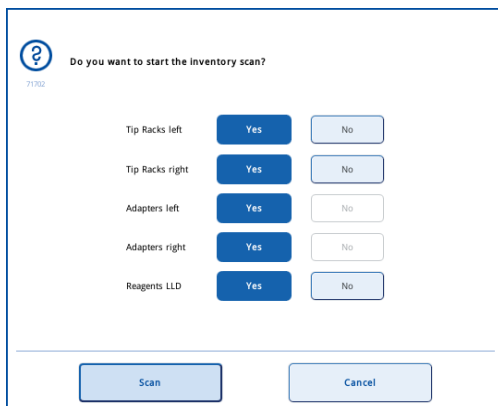 Do you want to start the inventory scan?
71702
Tip Racks left Yes No
Tip Racks right Yes No
Adapters left Yes No
Adapters right Yes No
Reagents LLD Yes No
Scan Cancel